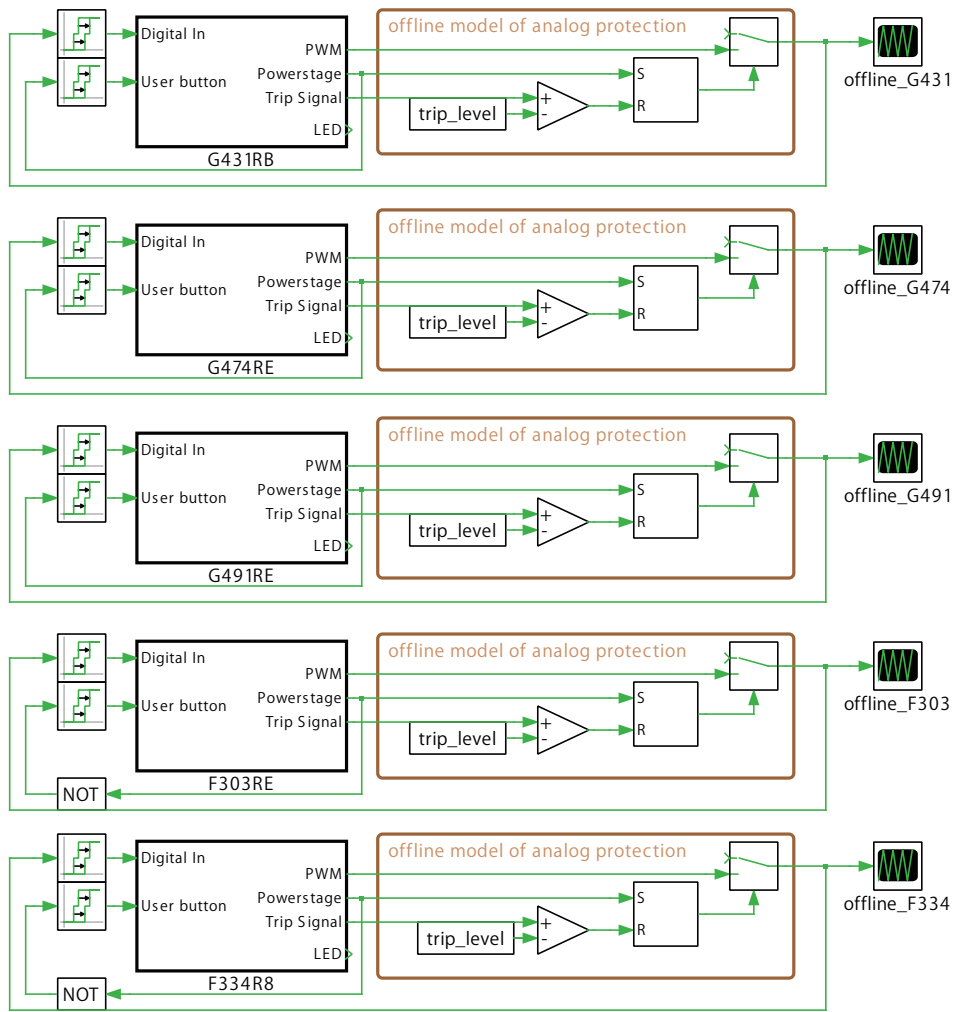 offline model of analog protection
Digital In
PWM
Powerstage
S
User button
Trip Signal
+
trip_level
-
R
LED
offline_G431
G431RB
offline model of analog protection
Digital In
PWM
Powerstage
S
User button
Trip Signal
+
trip_level
-
R
LED
offline_G474
G474RE
offline model of analog protection
Digital In
PWM
Powerstage
S
User button
Trip Signal
+
trip_level
-
R
LED
offline_G491
G491RE
offline model of analog protection
Digital In
PWM
Powerstage
S
User button
Trip Signal
+
trip_level
-
R
offline_F303
F303RE
NOT
offline model of analog protection
Digital In
PWM
Powerstage
S
User button
Trip Signal
+
trip_level
-
R
LED
offline_F334
F334R8
NOT